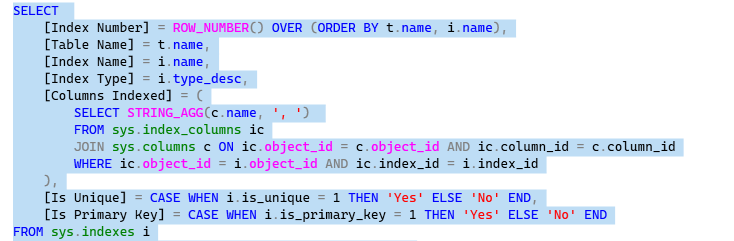 SELECT
[Index Number] = ROW_NUMBER() OVER (ORDER BY t.name, i.name),
[Table Name] = t.name,
[Index Name] = i.name,
[Index Type] = i.type_desc,
[Columns Indexed] = (
SELECT STRING_AGG(c.name, ', ')
FROM sys.index_columns ic
JOIN sys.columns c ON ic.object_id = c.object_id AND ic.column_id = c.column_id
WHERE ic.object_id = i.object_id AND ic.index_id = i.index_id
),
[Is Unique] = CASE WHEN i.is_unique = 1 THEN 'Yes' ELSE 'No' END,
[Is Primary Key] = CASE WHEN i.is_primary_key = 1 THEN 'Yes' ELSE 'No' END
FROM sys.indexes i